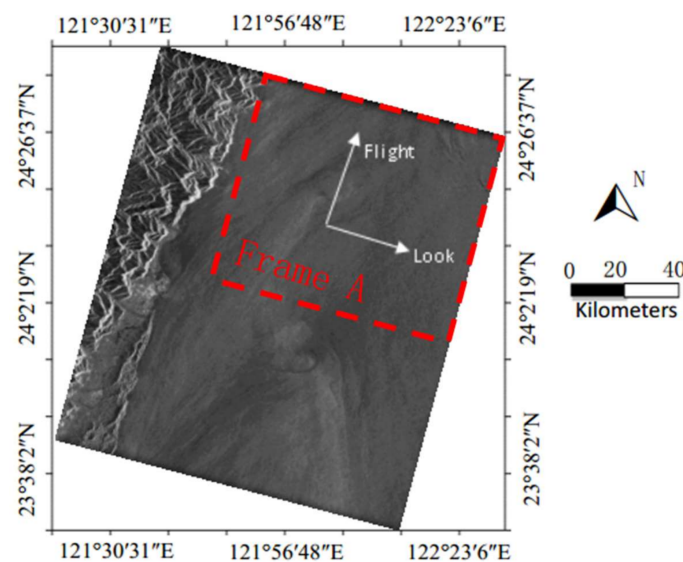 121°30′31″E 121°56′48″E 122°23′6″E
24°26′37″N
24°2′19″N
23°38′2″N
Flight
Look
Frame A
24°26′37″N
24°2′19″N
23°38′2″N
N
0 20 40
Kilometers
121°30′31″E 121°56′48″E 122°23′6″E